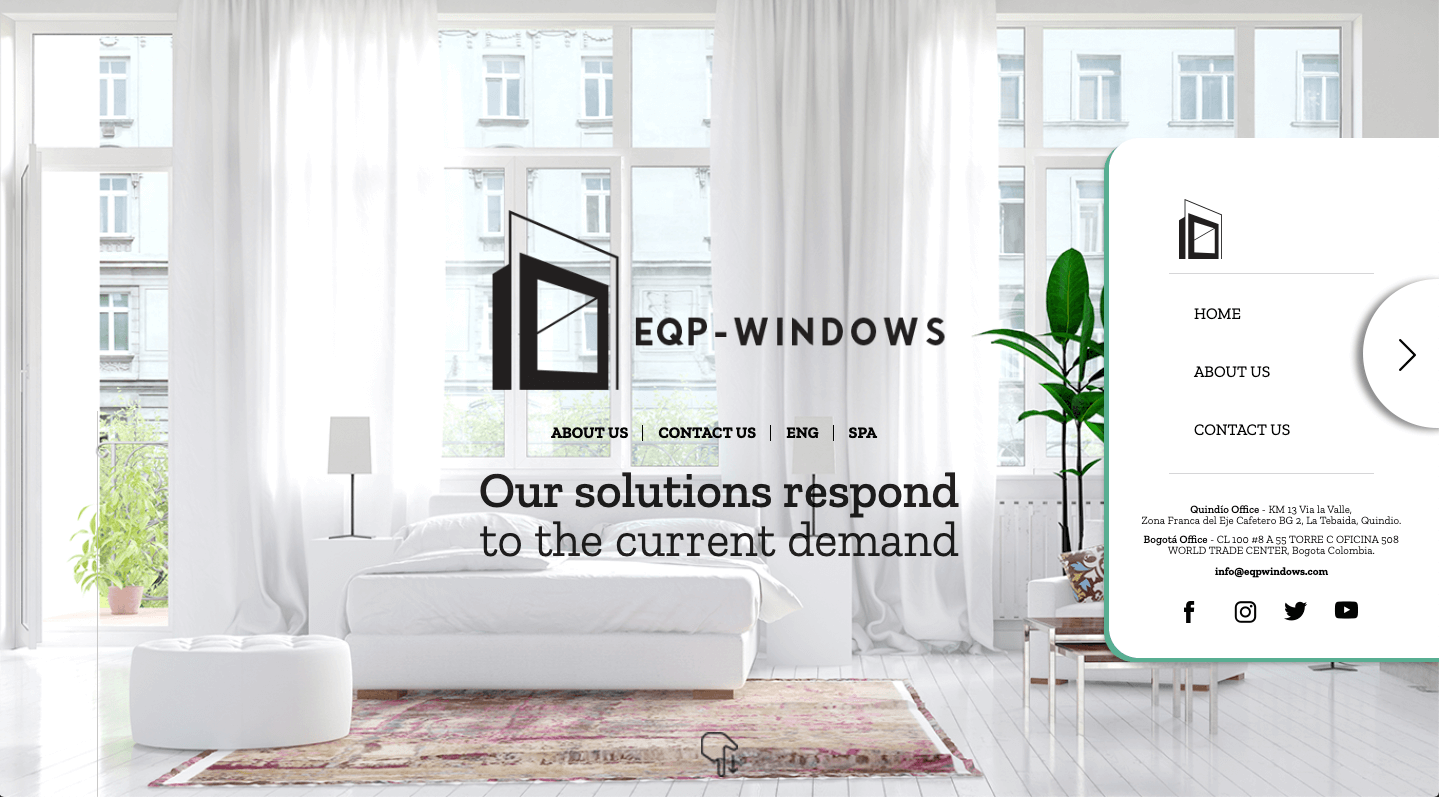 EQP-WINDOWS
ABOUT US | CONTACT US | ENG | SPA
Our solutions respond
to the current demand
HOME
ABOUT US
CONTACT US
Quindío Office - KM 13 Via la Valle,
Zona Franca del Eje Cafetero BG 2, La Tebaida, Quindio.
Bogotá Office - CL 100 #8 A 55 TORRE C OFICINA 508
WORLD TRADE CENTER, Bogota Colombia.
info@eqpwindows.com